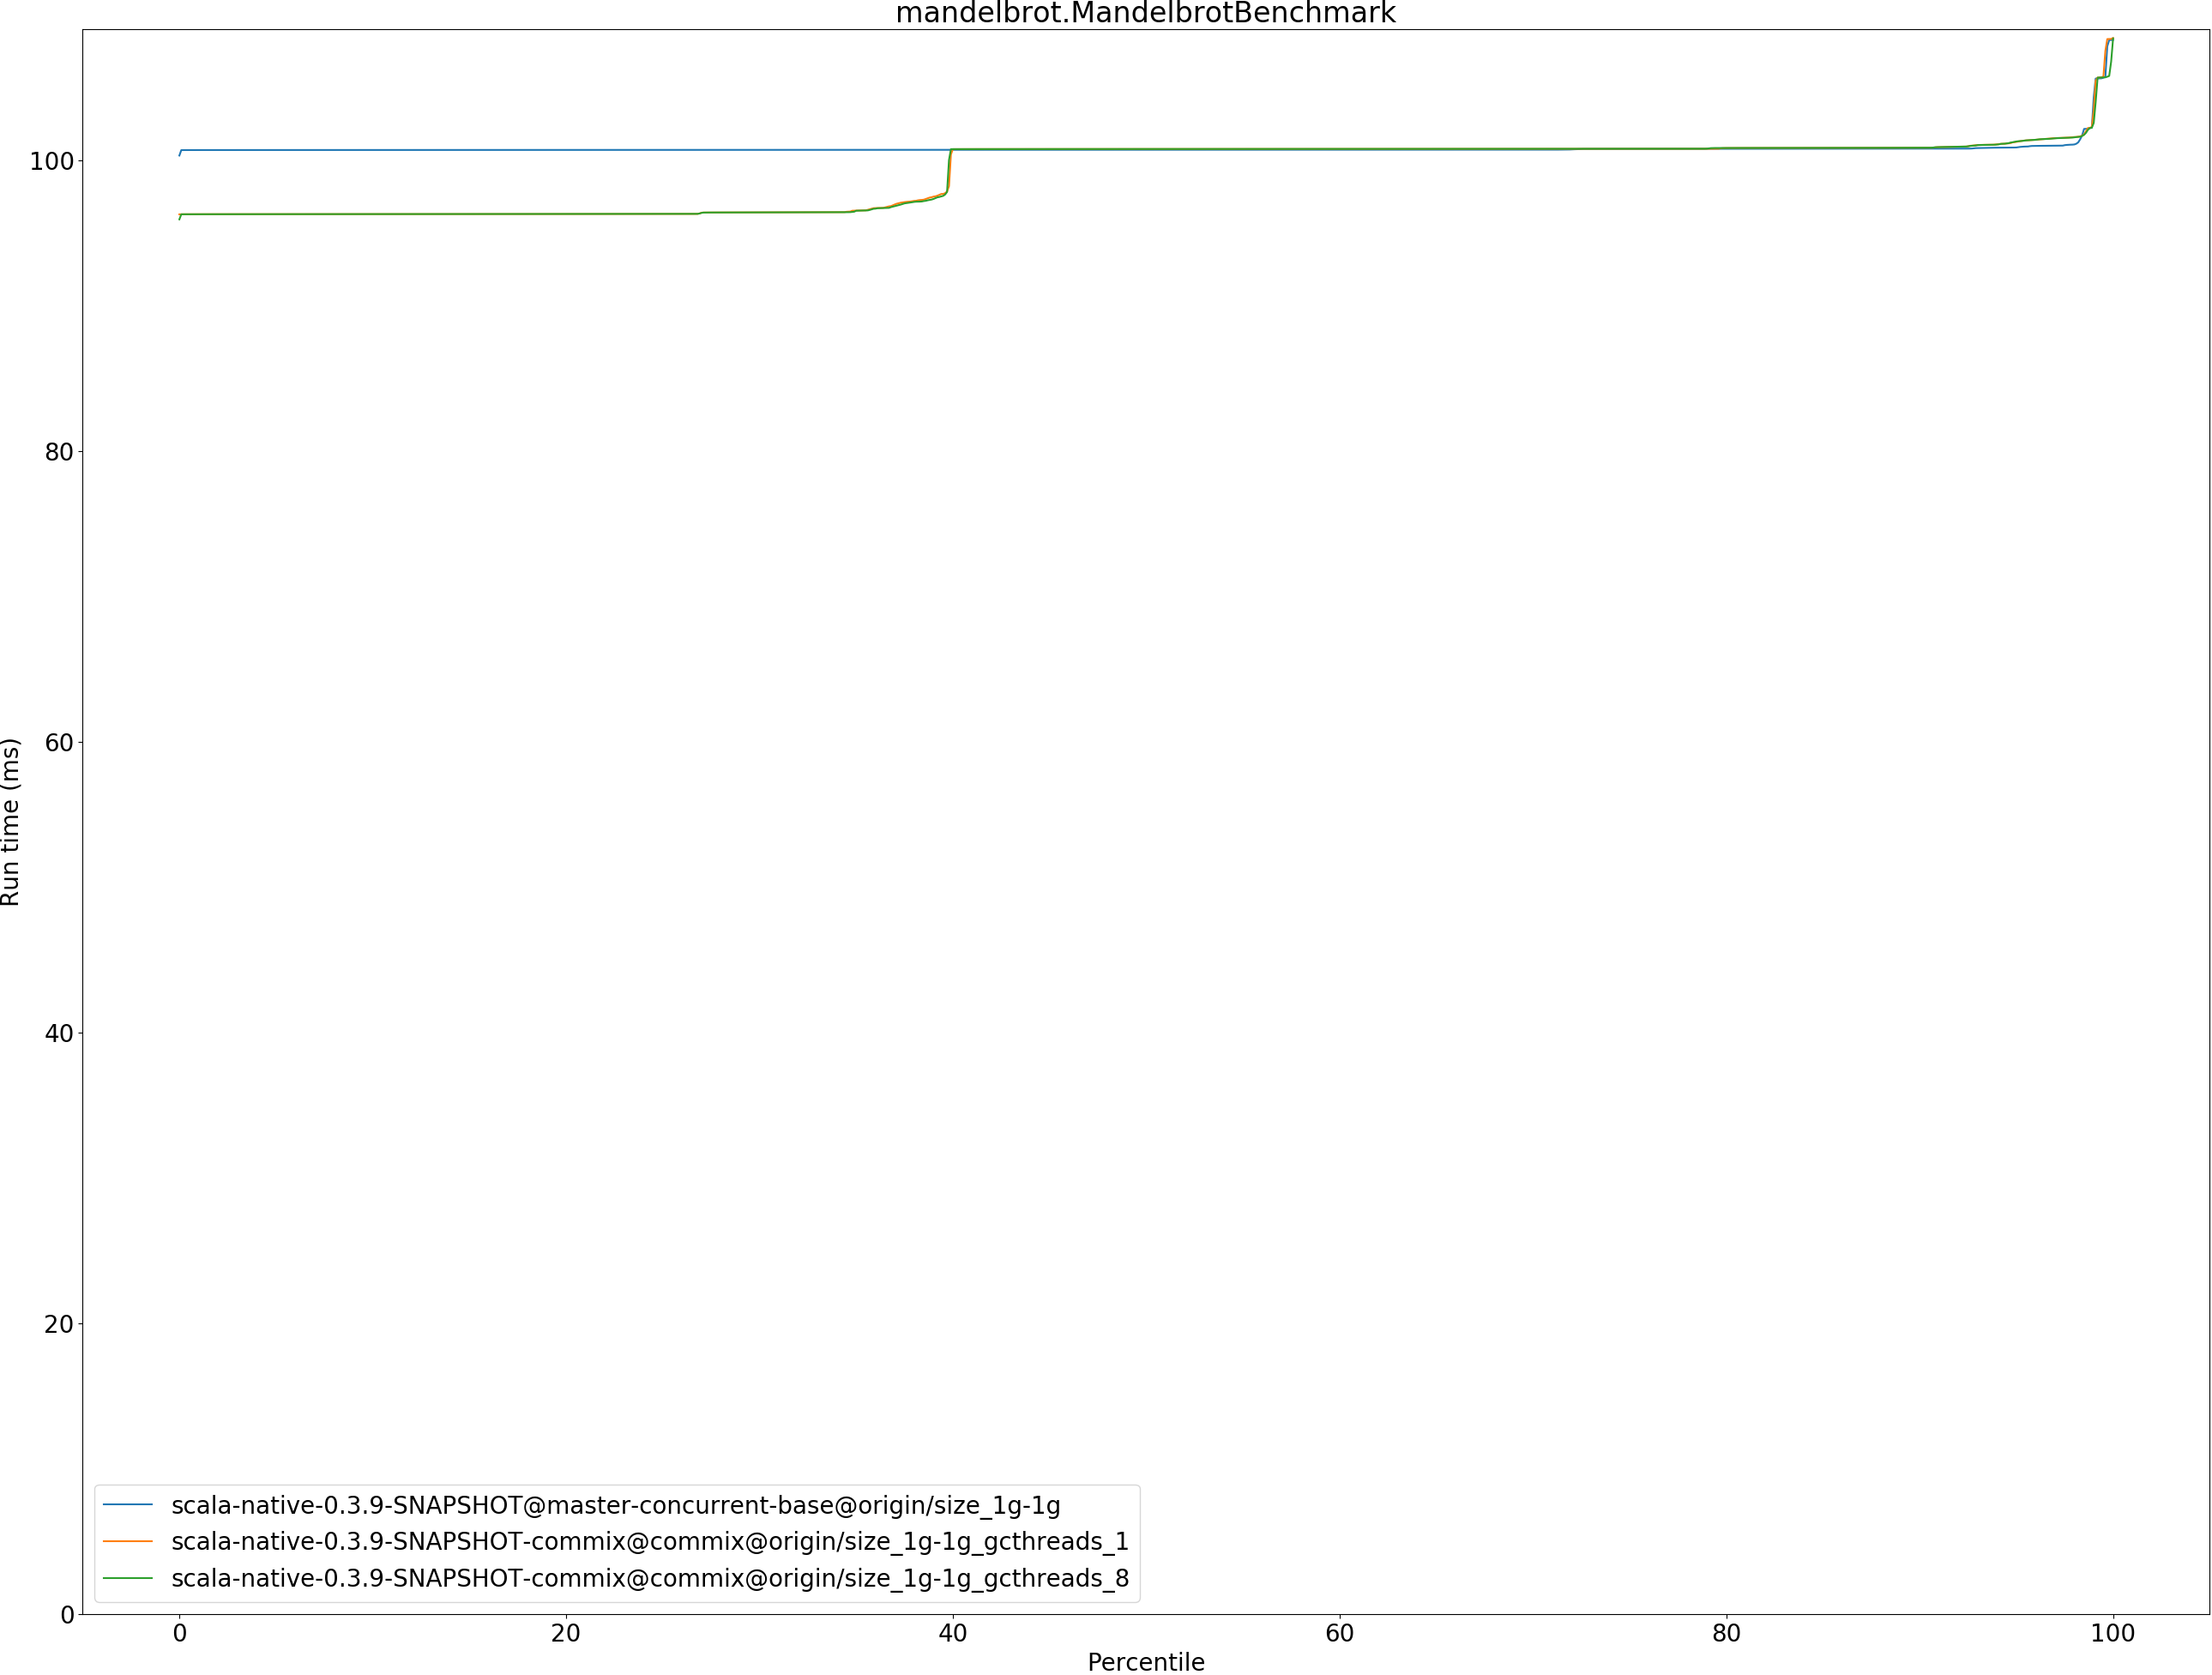 mandelbrot.MandelbrotBenchmark
100
80
60
40
20
0
Run time (ms)
scala-native-0.3.9-SNAPSHOT@master-concurrent-base@origin/size_1g-1g
scala-native-0.3.9-SNAPSHOT-commix@commix@origin/size_1g-1g_gcthreads_1
scala-native-0.3.9-SNAPSHOT-commix@commix@origin/size_1g-1g_gcthreads_8
0 20 40 60 80 100
Percentile